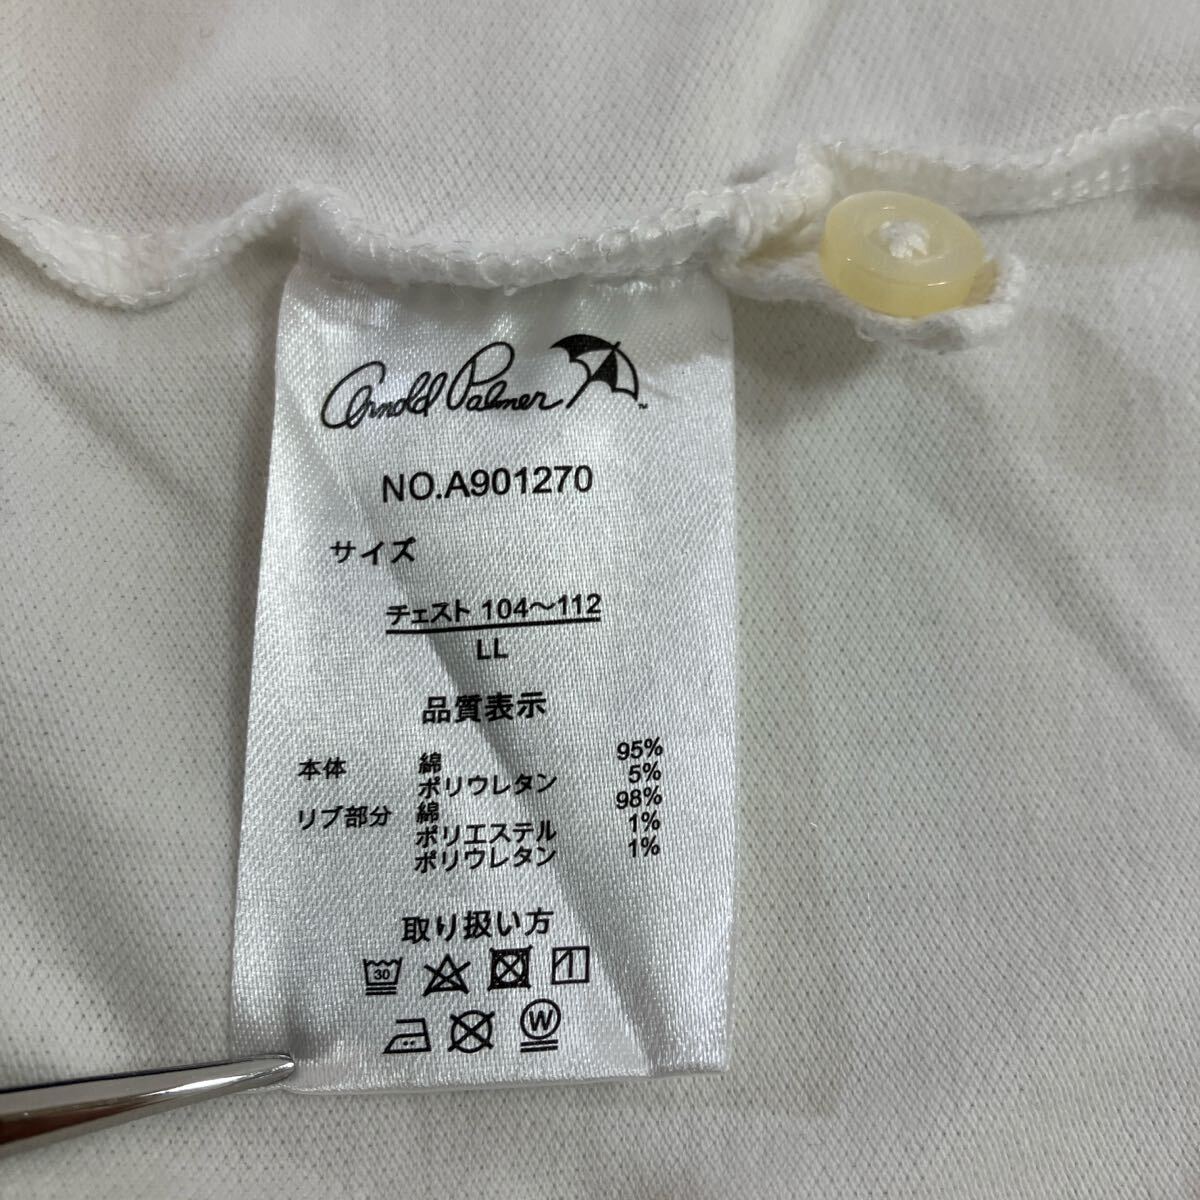 Arnold Palmer™
NO.A901270
サイズ
チェスト 104～112
LL
品質表示
本体 綿 95%
ポリウレタン 5%
リブ部分 綿 98%
ポリエステル 1%
ポリウレタン 1%
取り扱い方
30
W